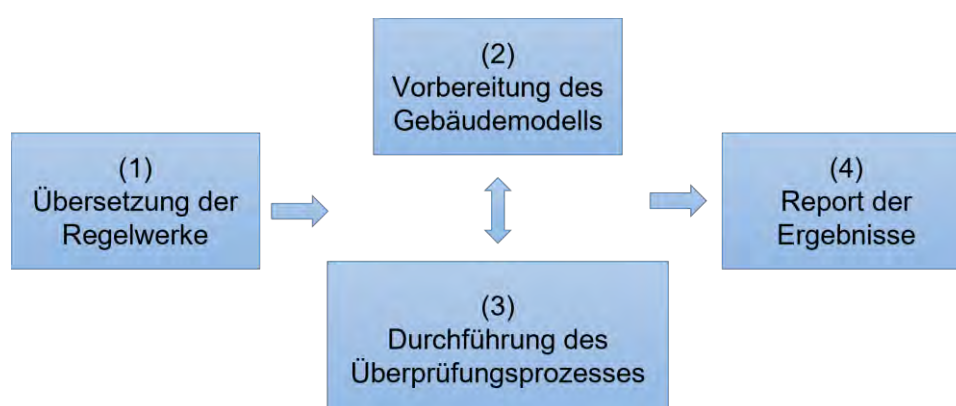 (1)
Übersetzung der
Regelwerke
(2)
Vorbereitung des
Gebäudemodells
(3)
Durchführung des
Überprüfungsprozesses
(4)
Report der
Ergebnisse